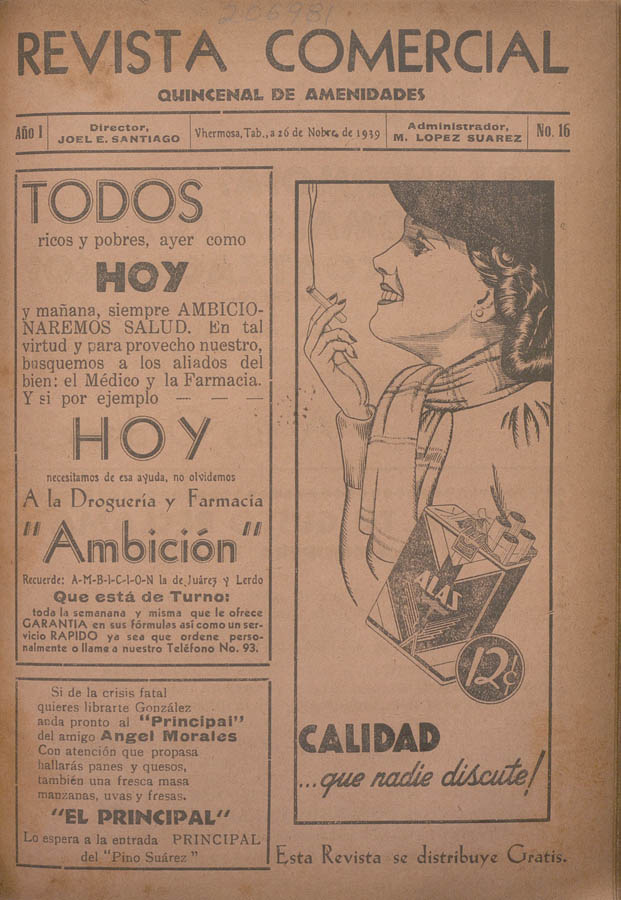 206981
REVISTA COMERCIAL
QUINCENAL DE AMENIDADES
Año I
Director,
JOEL E. SANTIAGO
Vhermosa, Tab., a 26 de Nobre. de 1939
Administrador,
M. LOPEZ SUAREZ
No. 16
TODOS
ricos y pobres, ayer como
HOY
y mañana, siempre AMBICIO-
NAREMOS SALUD. En tal
virtud y para provecho nuestro,
busquemos a los aliados del
bien: el Médico y la Farmacia.
Y si por ejemplo — — —
HOY
necesitamos de esa ayuda, no olvidemos
A la Droguería y Farmacia
"Ambición"
Recuerde: A-M-B-I-C-I-O-N la de Juárez y Lerdo
Que está de Turno:
toda la semanana y misma que le ofrece
GARANTIA en sus fórmulas así como un ser-
vicio RAPIDO ya sea que ordene perso-
nalmente o llame a nuestro Teléfono No. 93.
Si de la crisis fatal
quieres librarte González
anda pronto al "Principal"
del amigo Angel Morales
Con atención que propasa
hallarás panes y quesos,
también una fresca masa
manzanas, uvas y fresas.
"EL PRINCIPAL"
Lo espera a la entrada PRINCIPAL
del "Pino Suárez"
ALAS
12 ¢
CALIDAD
...que nadie discute!
Esta Revista se distribuye Gratis.